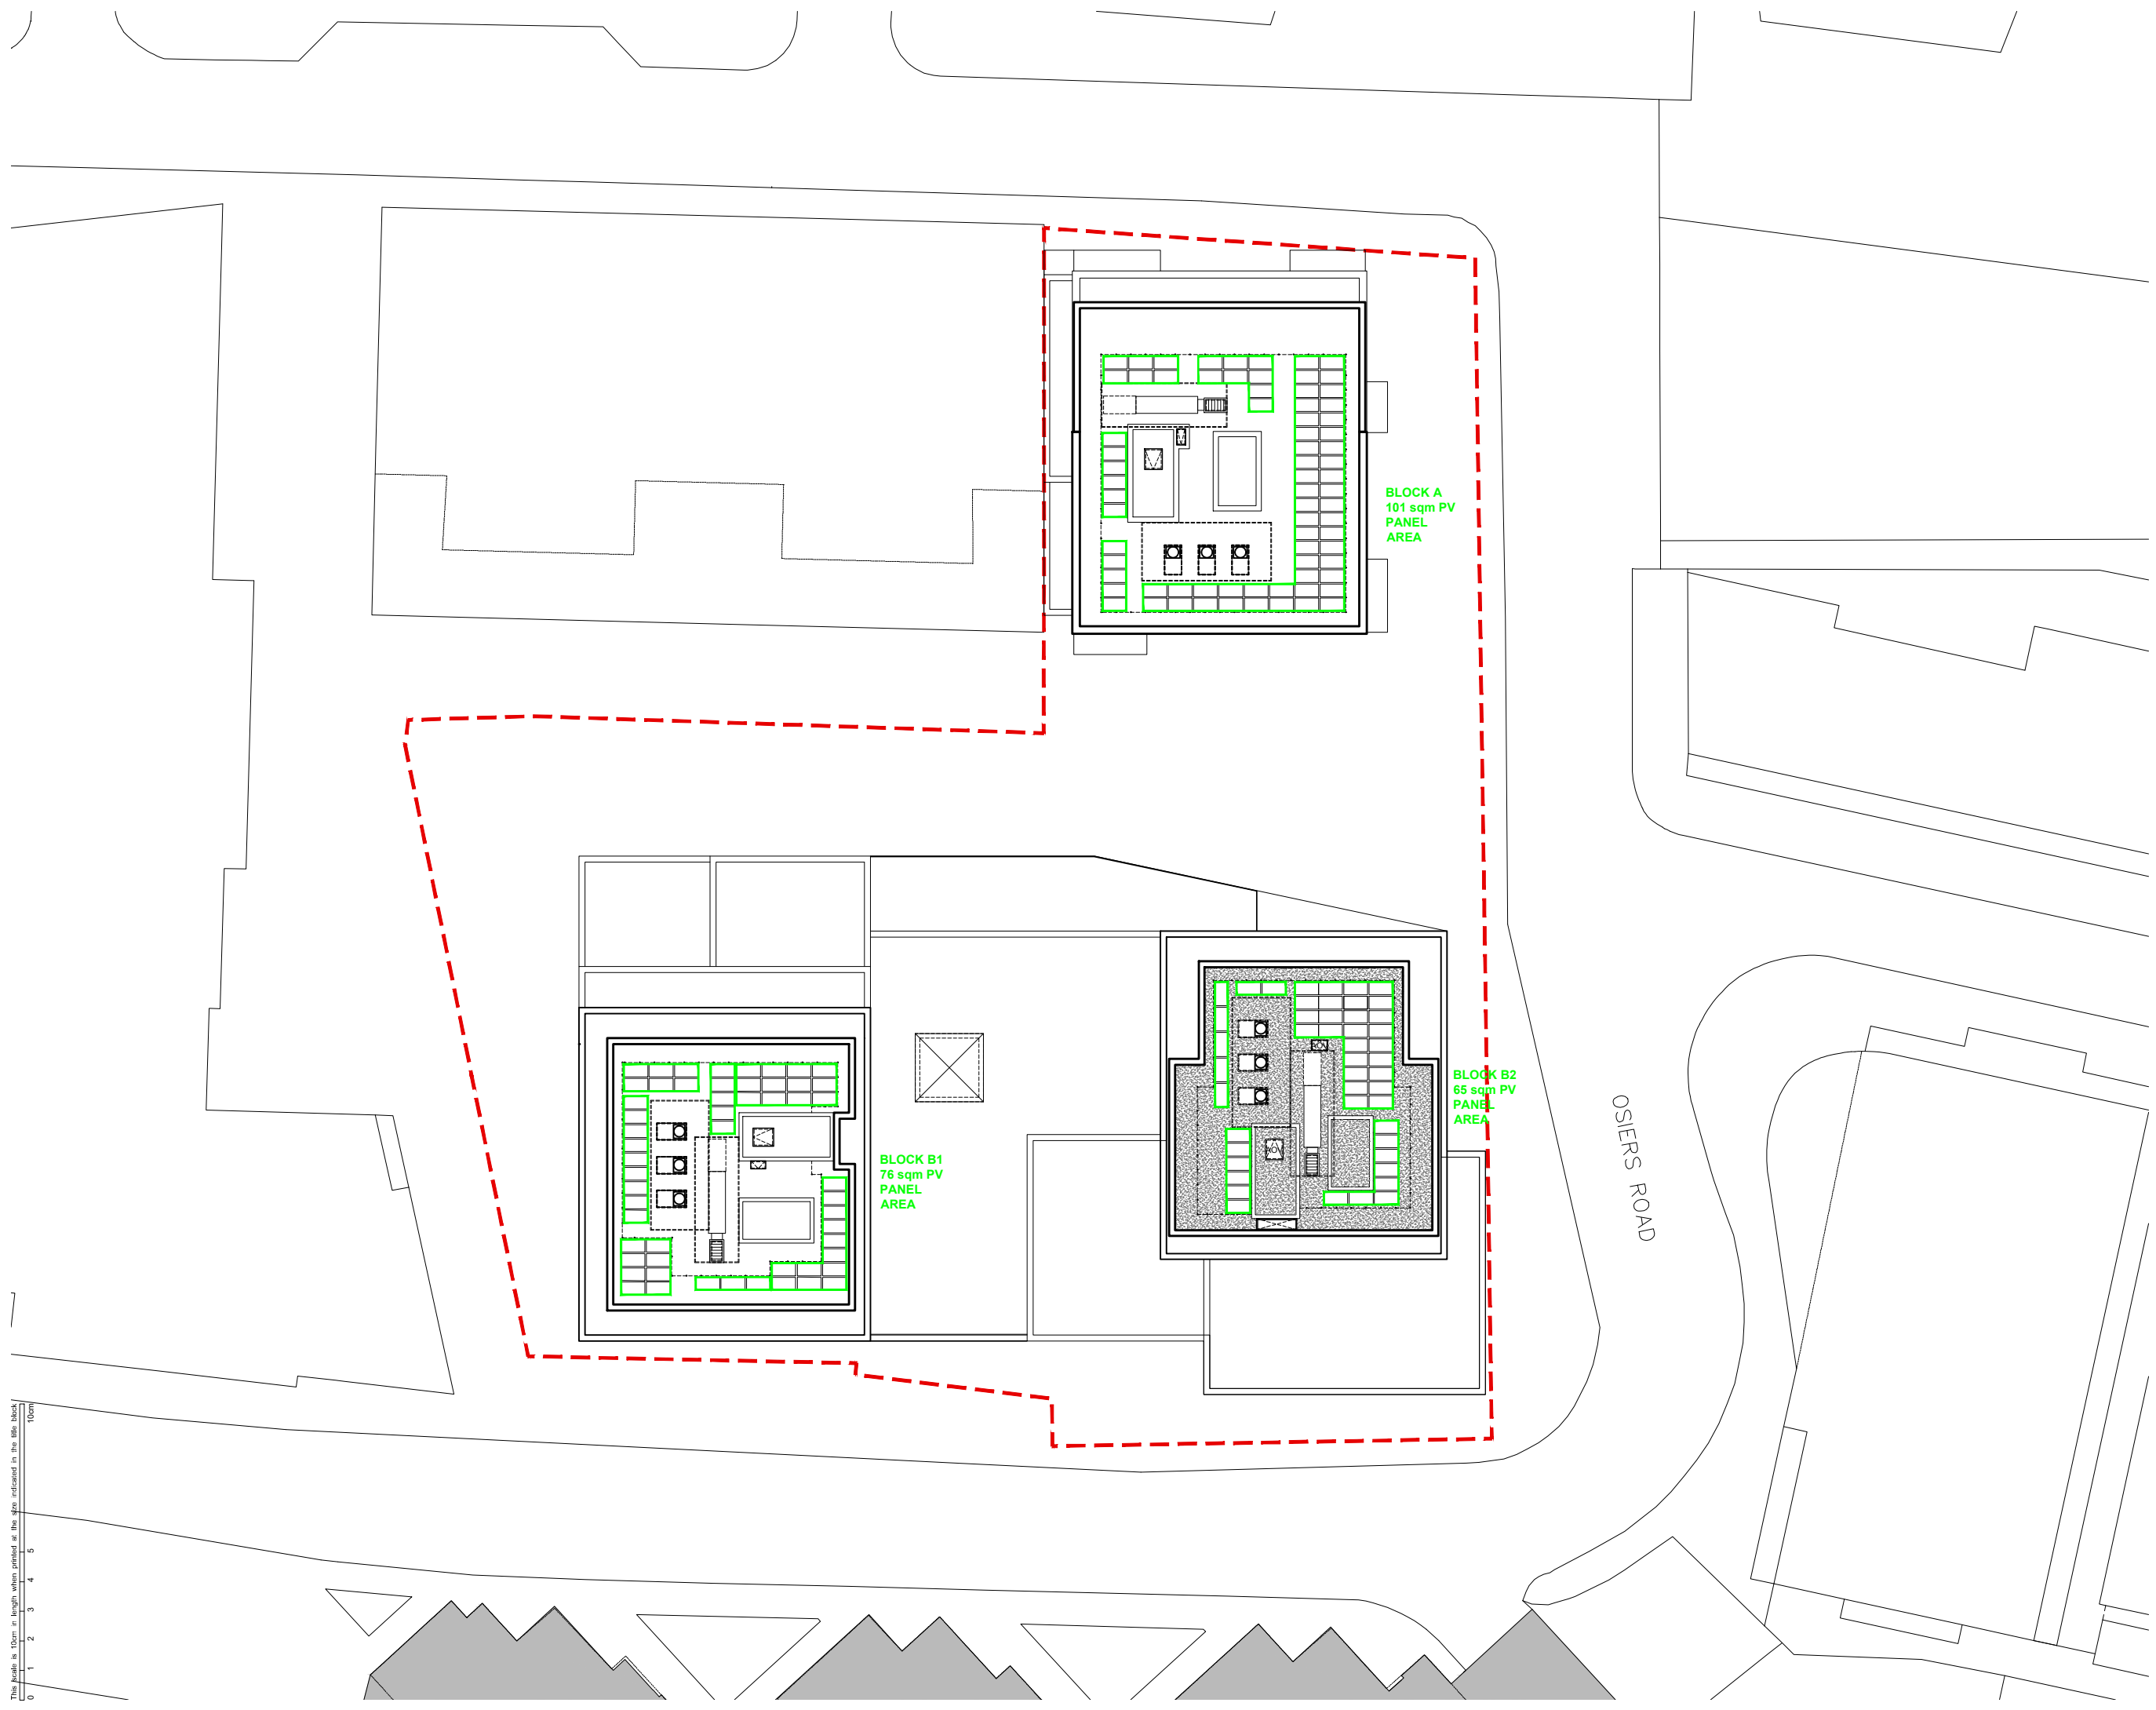 BLOCK A
101 sqm PV
PANEL
AREA
BLOCK B2
65 sqm PV
PANEL
AREA
BLOCK B1
76 sqm PV
PANEL
AREA
OSIERS ROAD
This scale is 10cm in length when printed at the size indicated in the title block
0 1 2 3 4 5 10cm